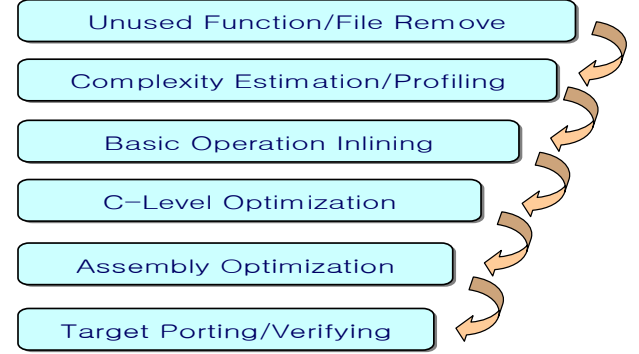 Unused Function/File Remove
Complexity Estimation/Profiling
Basic Operation Inlining
C-Level Optimization
Assembly Optimization
Target Porting/Verifying